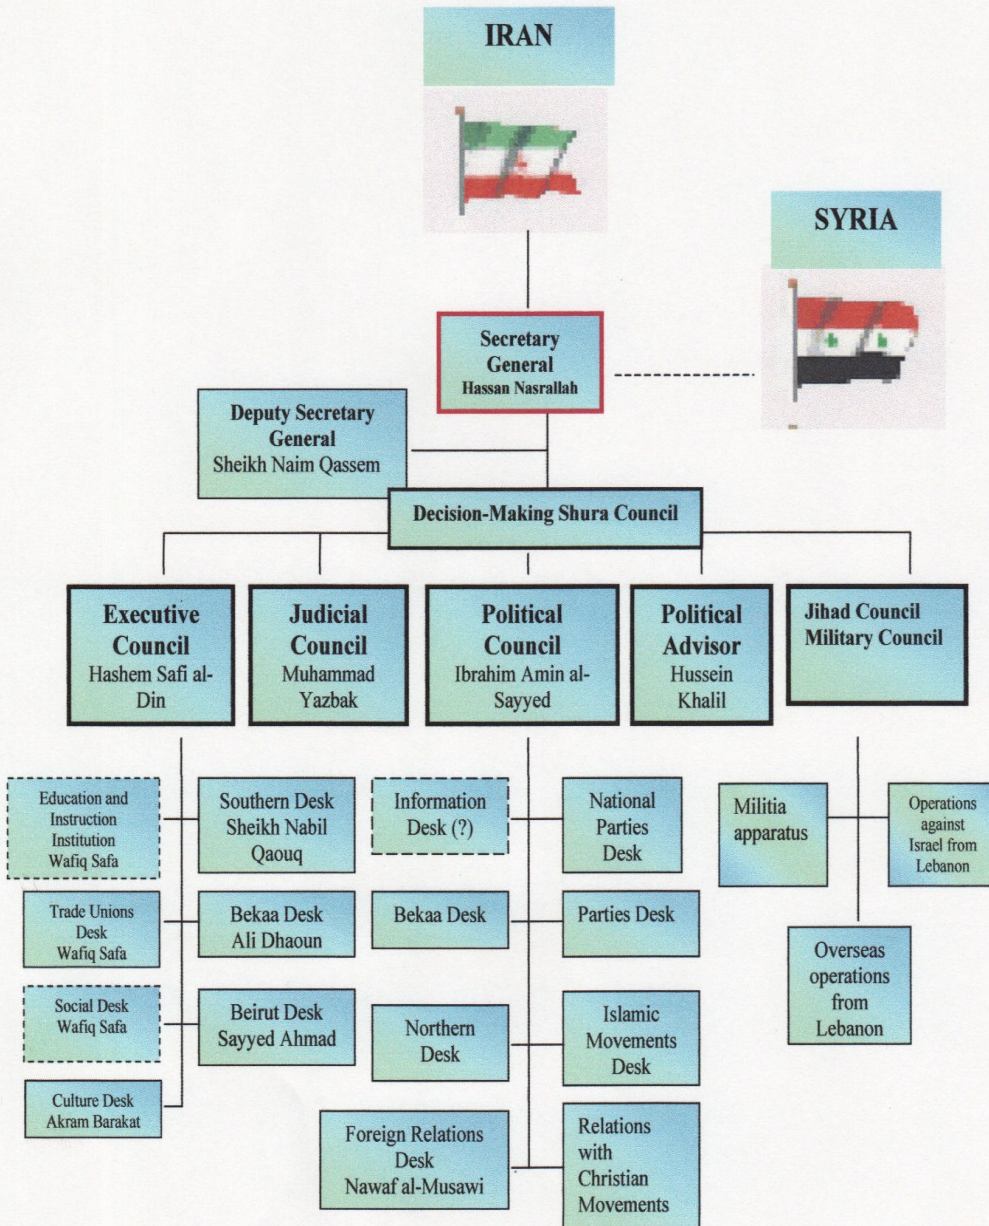 IRAN
SYRIA
Secretary
General
Hassan Nasrallah
Deputy Secretary
General
Sheikh Naim Qassem
Decision-Making Shura Council
Executive
Council
Hashem Safi al-
Din
Judicial
Council
Muhammad
Yazbak
Political
Council
Ibrahim Amin al-
Sayyed
Political
Advisor
Hussein
Khalil
Jihad Council
Military Council
Education and
Instruction
Institution
Wafiq Safa
Southern Desk
Sheikh Nabil
Qaouq
Information
Desk (?)
National
Parties
Desk
Militia
apparatus
Operations
against
Israel from
Lebanon
Trade Unions
Desk
Wafiq Safa
Bekaa Desk
Ali Dhaoun
Bekaa Desk
Parties Desk
Overseas
operations
from
Lebanon
Social Desk
Wafiq Safa
Beirut Desk
Sayyed Ahmad
Northern
Desk
Islamic
Movements
Desk
Culture Desk
Akram Barakat
Foreign Relations
Desk
Nawaf al-Musawi
Relations
with
Christian
Movements